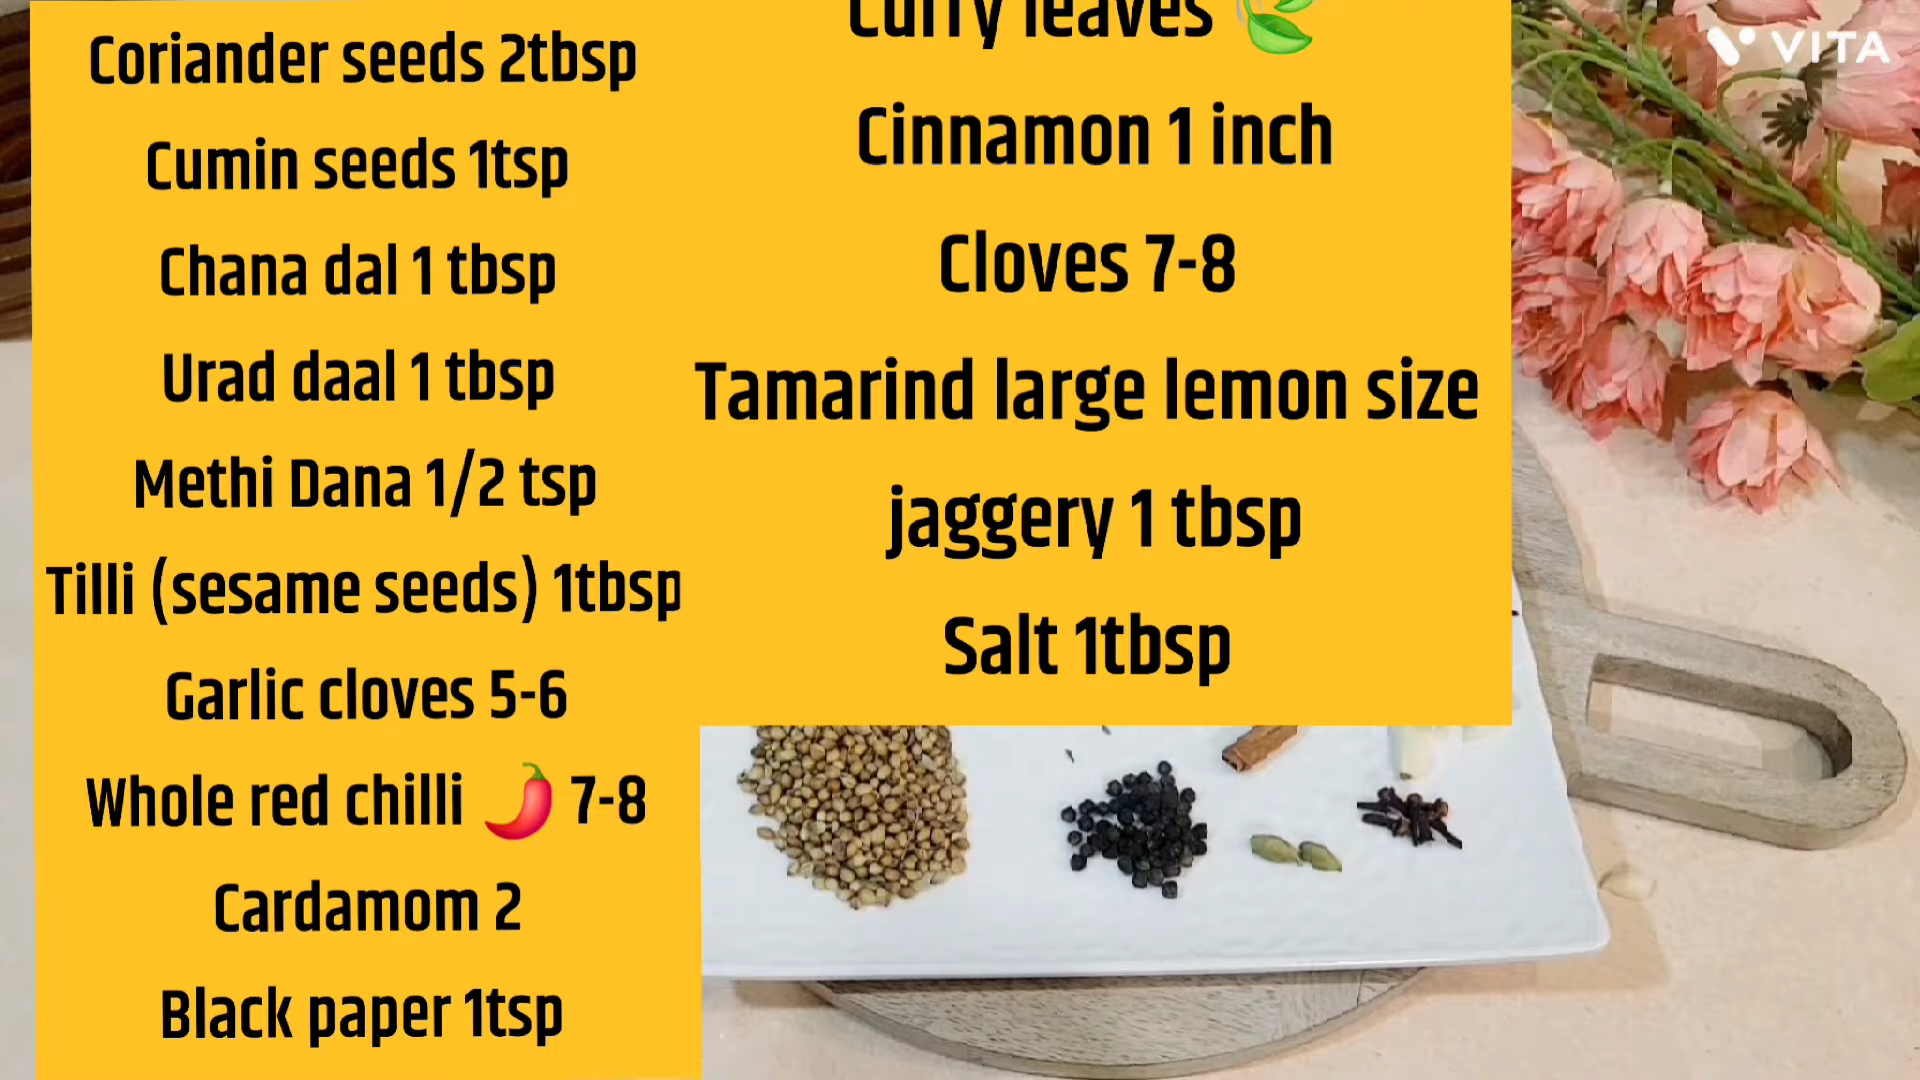 Coriander seeds 2tbsp
Cumin seeds 1tsp
Chana dal 1 tbsp
Urad daal 1 tbsp
Methi Dana 1/2 tsp
Tilli (sesame seeds) 1tbsp
Garlic cloves 5-6
Whole red chilli 🌶️ 7-8
Cardamom 2
Black paper 1tsp
Curry leaves 🍃
Cinnamon 1 inch
Cloves 7-8
Tamarind large lemon size
jaggery 1 tbsp
Salt 1tbsp
VITA